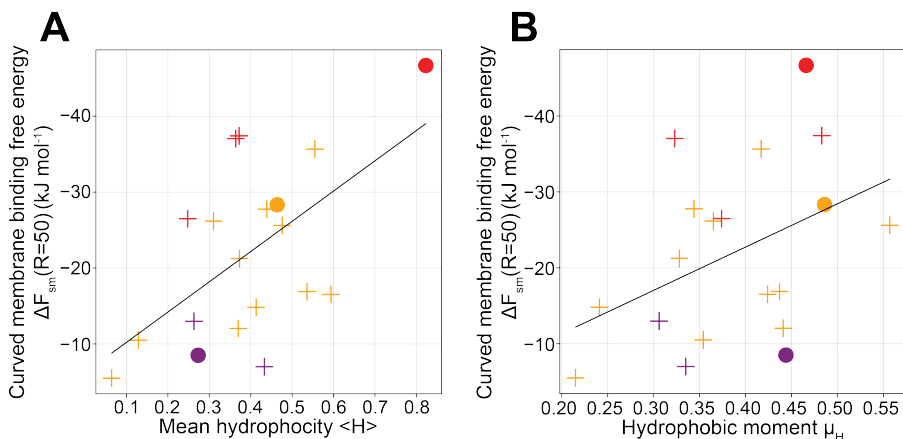 A
Curved membrane binding free energy
ΔFsm(R=50) (kJ mol-1)
−40
−30
−20
−10
0.1 0.2 0.3 0.4 0.5 0.6 0.7 0.8
Mean hydrophocity <H>
B
Curved membrane binding free energy
ΔFsm(R=50) (kJ mol-1)
−40
−30
−20
−10
0.20 0.25 0.30 0.35 0.40 0.45 0.50 0.55
Hydrophobic moment μH